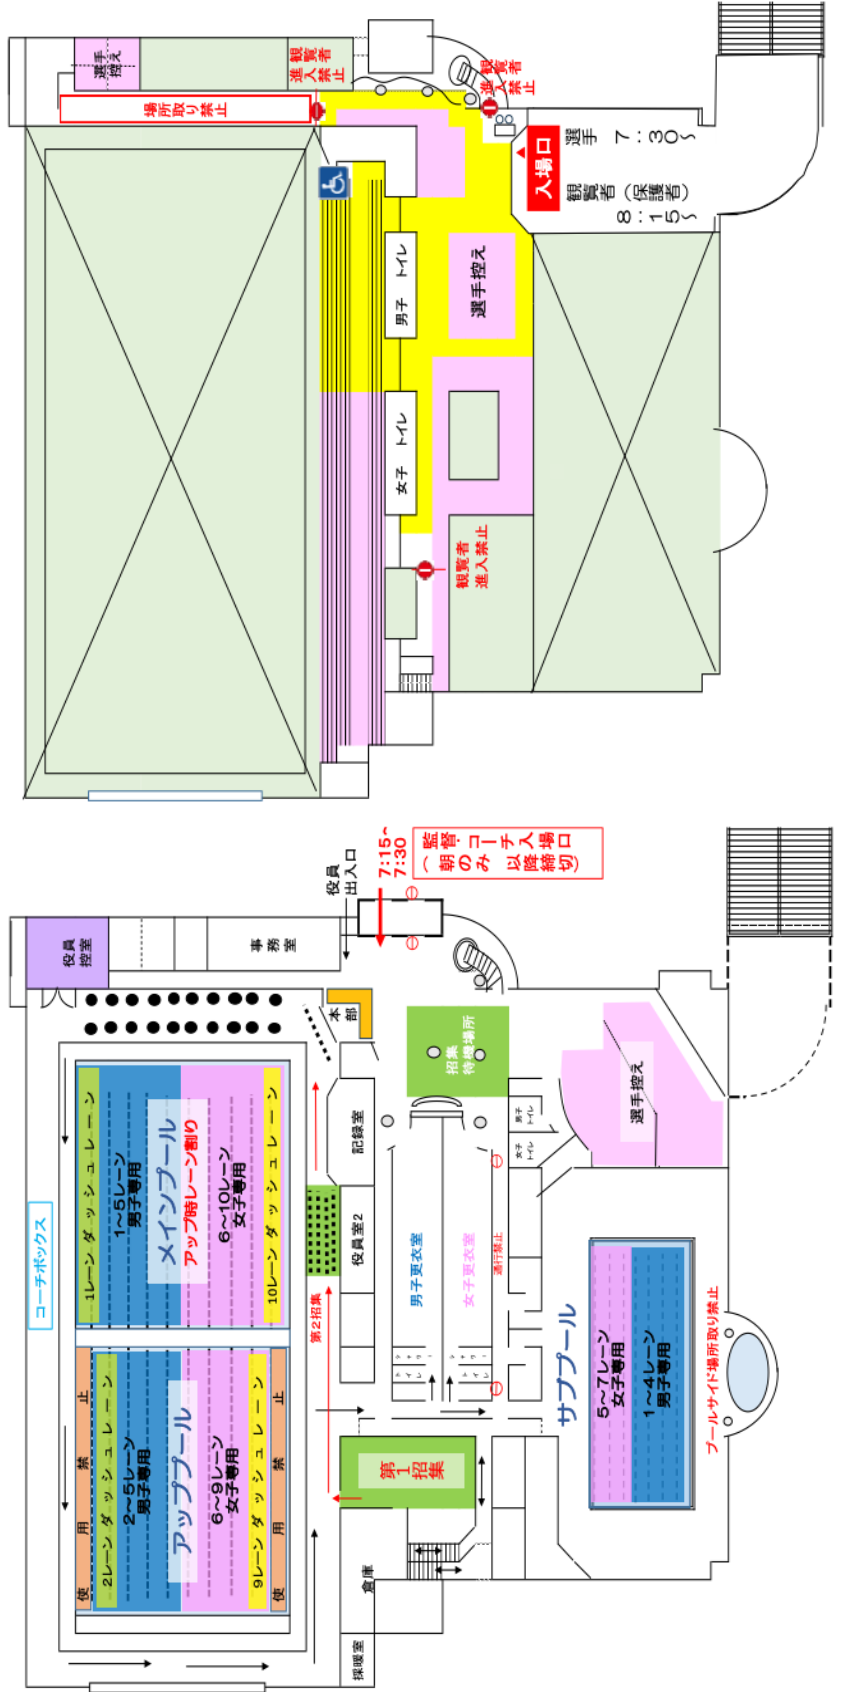 選手
控え
観覧者
進入禁止
観覧者
進入禁止
場所取り禁止
入場口
選手　7：30～
観覧者（保護者）
8：15～
男子　トイレ
選手控え
女子　トイレ
観覧者
進入禁止
役員
出入口
7:15～
7:30
監督・コーチ入場口
（朝のみ　以降締切）
役員
控室
事務室
本部
招集
待機場所
選手控え
記録室
男子
トイレ
女子
トイレ
コーチボックス
1レーンダッシュレーン
1～5レーン
男子専用
メインプール
アップ時レーン割り
6～10レーン
女子専用
10レーンダッシュレーン
第2招集
役員室2
男子更衣室
女子更衣室
通行禁止
シャワー
トイレ
シャワー
トイレ
使用禁止
2レーンダッシュレーン
2～5レーン
男子専用
アッププール
6～9レーン
女子専用
9レーンダッシュレーン
使用禁止
第1招集
サブプール
5～7レーン
女子専用
1～4レーン
男子専用
プールサイド場所取り禁止
倉庫
採暖室